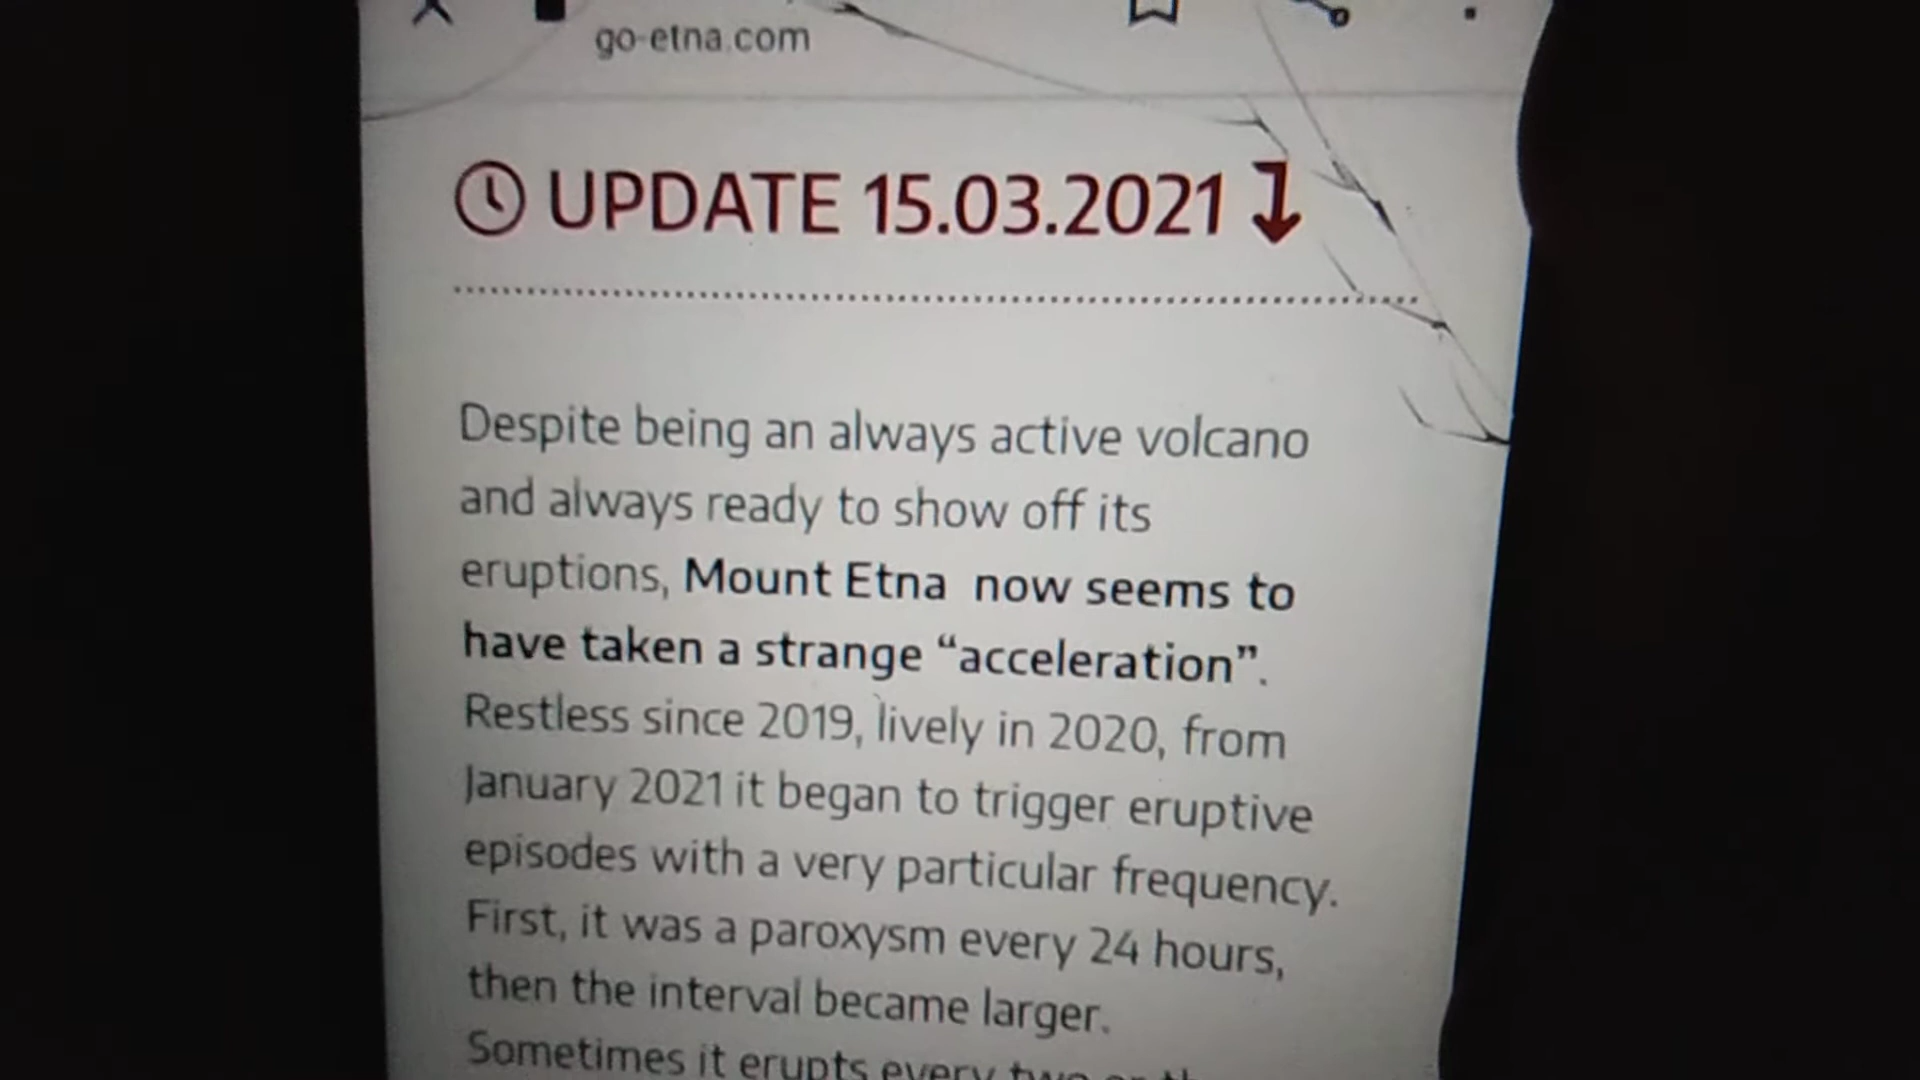 go-etna.com
UPDATE 15.03.2021
Despite being an always active volcano
and always ready to show off its
eruptions, Mount Etna now seems to
have taken a strange “acceleration”.
Restless since 2019, lively in 2020, from
January 2021 it began to trigger eruptive
episodes with a very particular frequency.
First, it was a paroxysm every 24 hours,
then the interval became larger.
Sometimes it erupts every two or